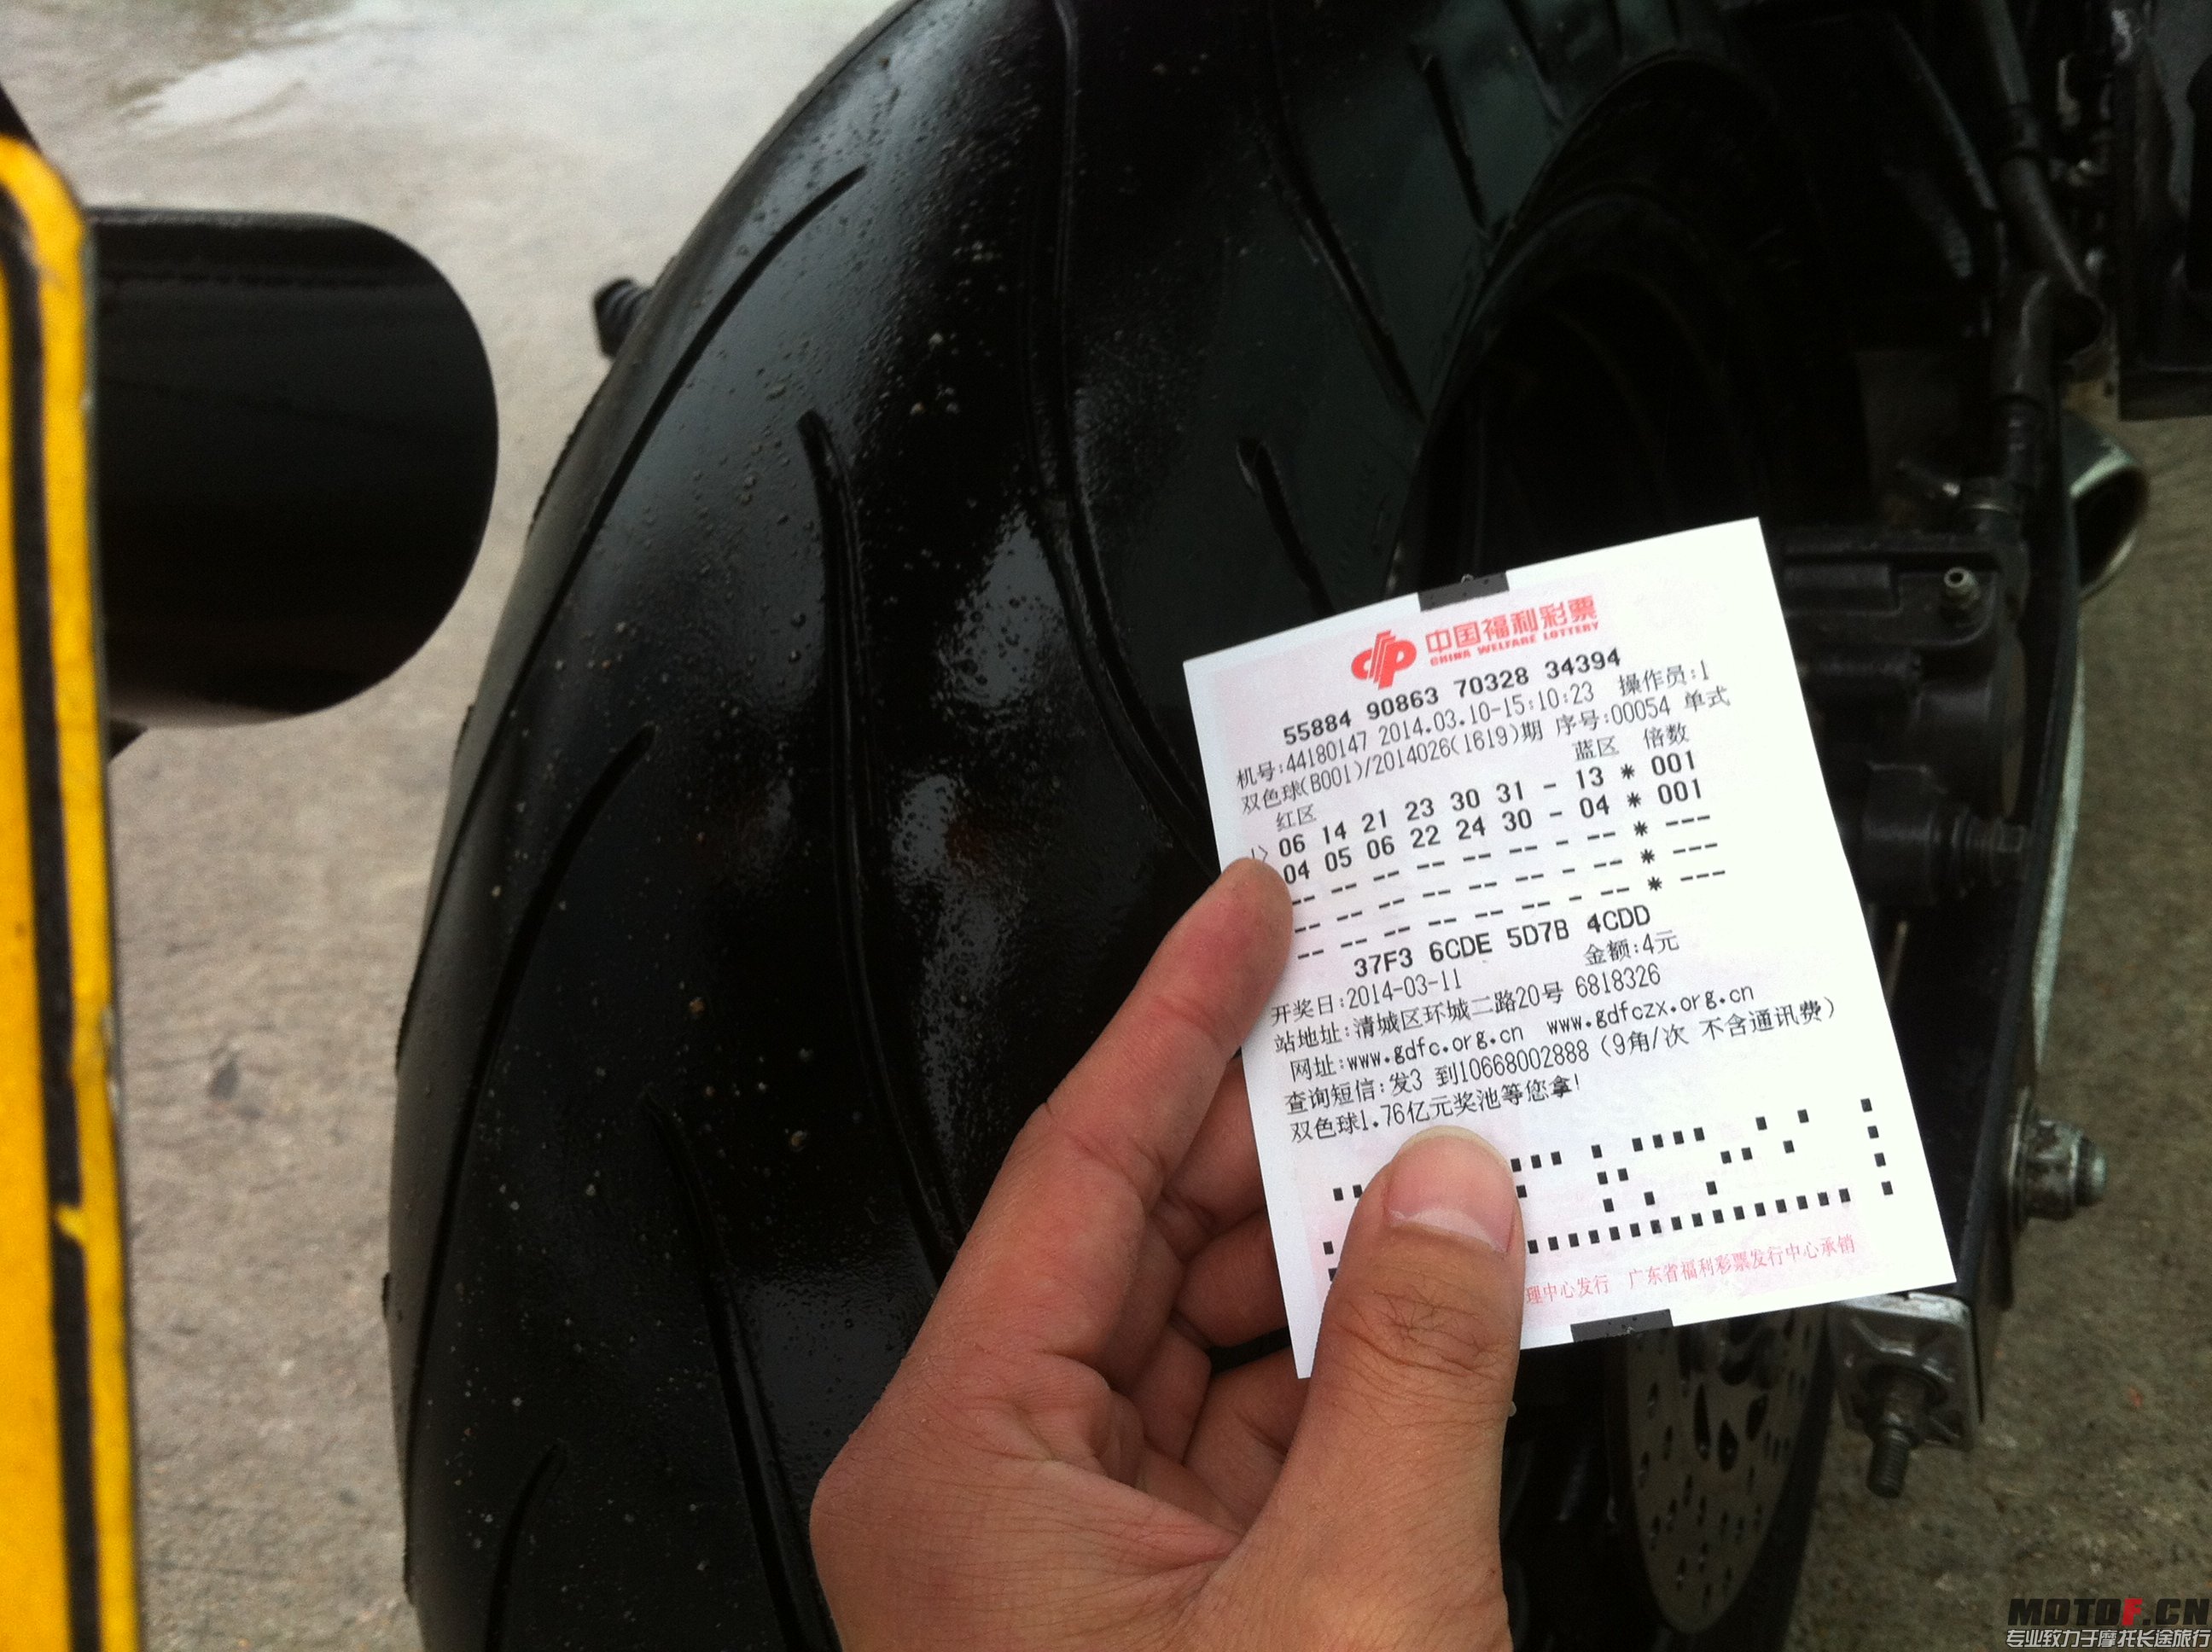 中国福利彩票
CHINA WELFARE LOTTERY
55884 90863 70328 34394
机号:44180147 2014.03.10-15:10:23 操作员:1
双色球(B001)/2014026(1619)期 序号:00054 单式
红区 蓝区 倍数
06 14 21 23 30 31 - 13 * 001
04 05 06 22 24 30 - 04 * 001
-- -- -- -- -- -- - -- * ---
-- -- -- -- -- -- - -- * ---
-- -- -- -- -- -- - -- * ---
37F3 6CDE 5D7B 4CDD
开奖日:2014-03-11 金额:4元
站地址:清城区环城二路20号 6818326
网址:www.gdfc.org.cn www.gdfczx.org.cn
查询短信:发3 到10668002888 (9角/次 不含通讯费)
双色球1.76亿元奖池等您拿!
理中心发行 广东省福利彩票发行中心承销
MOTOF.CN
专业致力于摩托长途旅行